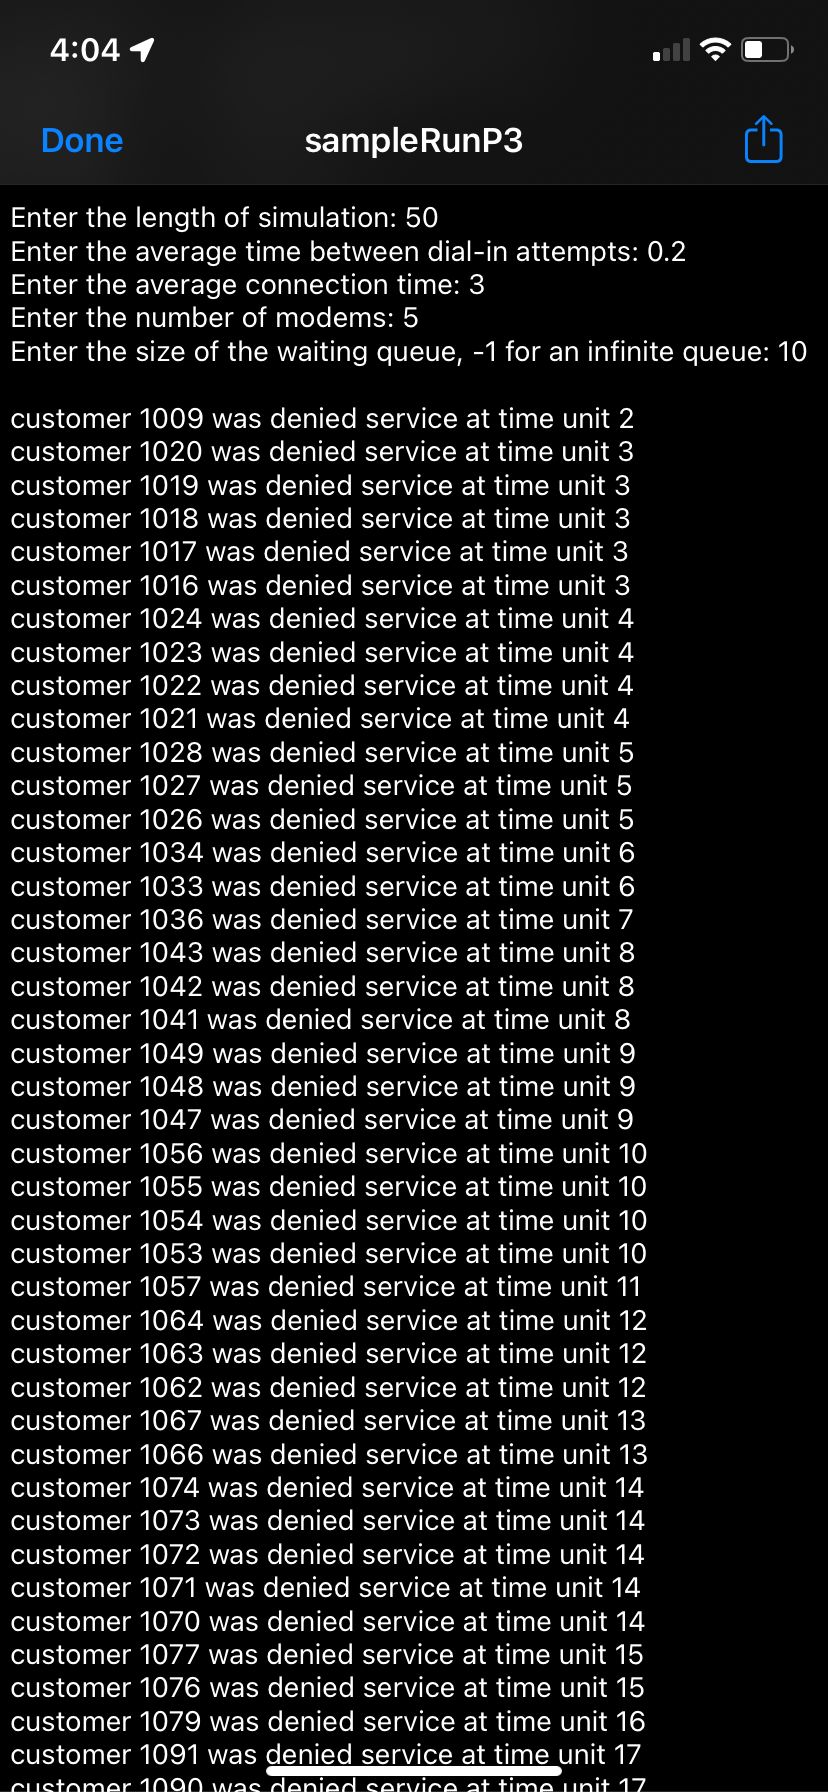 4:04
Done
sampleRunP3
Enter the length of simulation: 50
Enter the average time between dial-in attempts: 0.2
Enter the average connection time: 3
Enter the number of modems: 5
Enter the size of the waiting queue, -1 for an infinite queue: 10
customer 1009 was denied service at time unit 2
customer 1020 was denied service at time unit 3
customer 1019 was denied service at time unit 3
customer 1018 was denied service at time unit 3
customer 1017 was denied service at time unit 3
customer 1016 was denied service at time unit 3
customer 1024 was denied service at time unit 4
customer 1023 was denied service at time unit 4
customer 1022 was denied service at time unit 4
customer 1021 was denied service at time unit 4
customer 1028 was denied service at time unit 5
customer 1027 was denied service at time unit 5
customer 1026 was denied service at time unit 5
customer 1034 was denied service at time unit 6
customer 1033 was denied service at time unit 6
customer 1036 was denied service at time unit 7
customer 1043 was denied service at time unit 8
customer 1042 was denied service at time unit 8
customer 1041 was denied service at time unit 8
customer 1049 was denied service at time unit 9
customer 1048 was denied service at time unit 9
customer 1047 was denied service at time unit 9
customer 1056 was denied service at time unit 10
customer 1055 was denied service at time unit 10
customer 1054 was denied service at time unit 10
customer 1053 was denied service at time unit 10
customer 1057 was denied service at time unit 11
customer 1064 was denied service at time unit 12
customer 1063 was denied service at time unit 12
customer 1062 was denied service at time unit 12
customer 1067 was denied service at time unit 13
customer 1066 was denied service at time unit 13
customer 1074 was denied service at time unit 14
customer 1073 was denied service at time unit 14
customer 1072 was denied service at time unit 14
customer 1071 was denied service at time unit 14
customer 1070 was denied service at time unit 14
customer 1077 was denied service at time unit 15
customer 1076 was denied service at time unit 15
customer 1079 was denied service at time unit 16
customer 1091 was denied service at time unit 17
customer 1090 was denied service at time unit 17